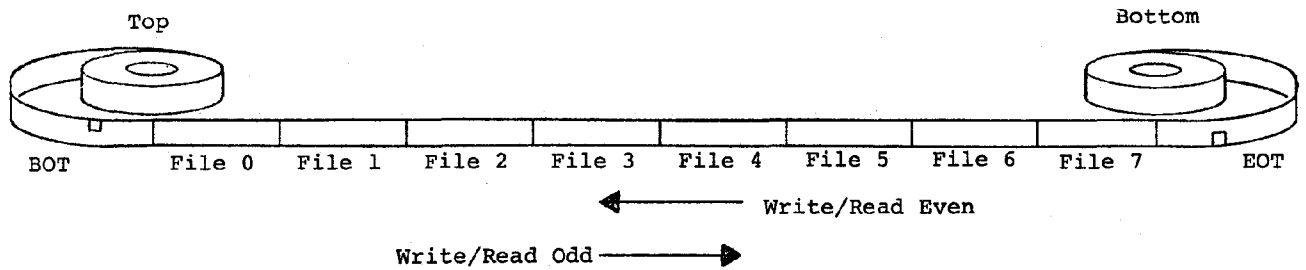 Top
Bottom
BOT
File 0
File 1
File 2
File 3
File 4
File 5
File 6
File 7
EOT
Write/Read Even
Write/Read Odd